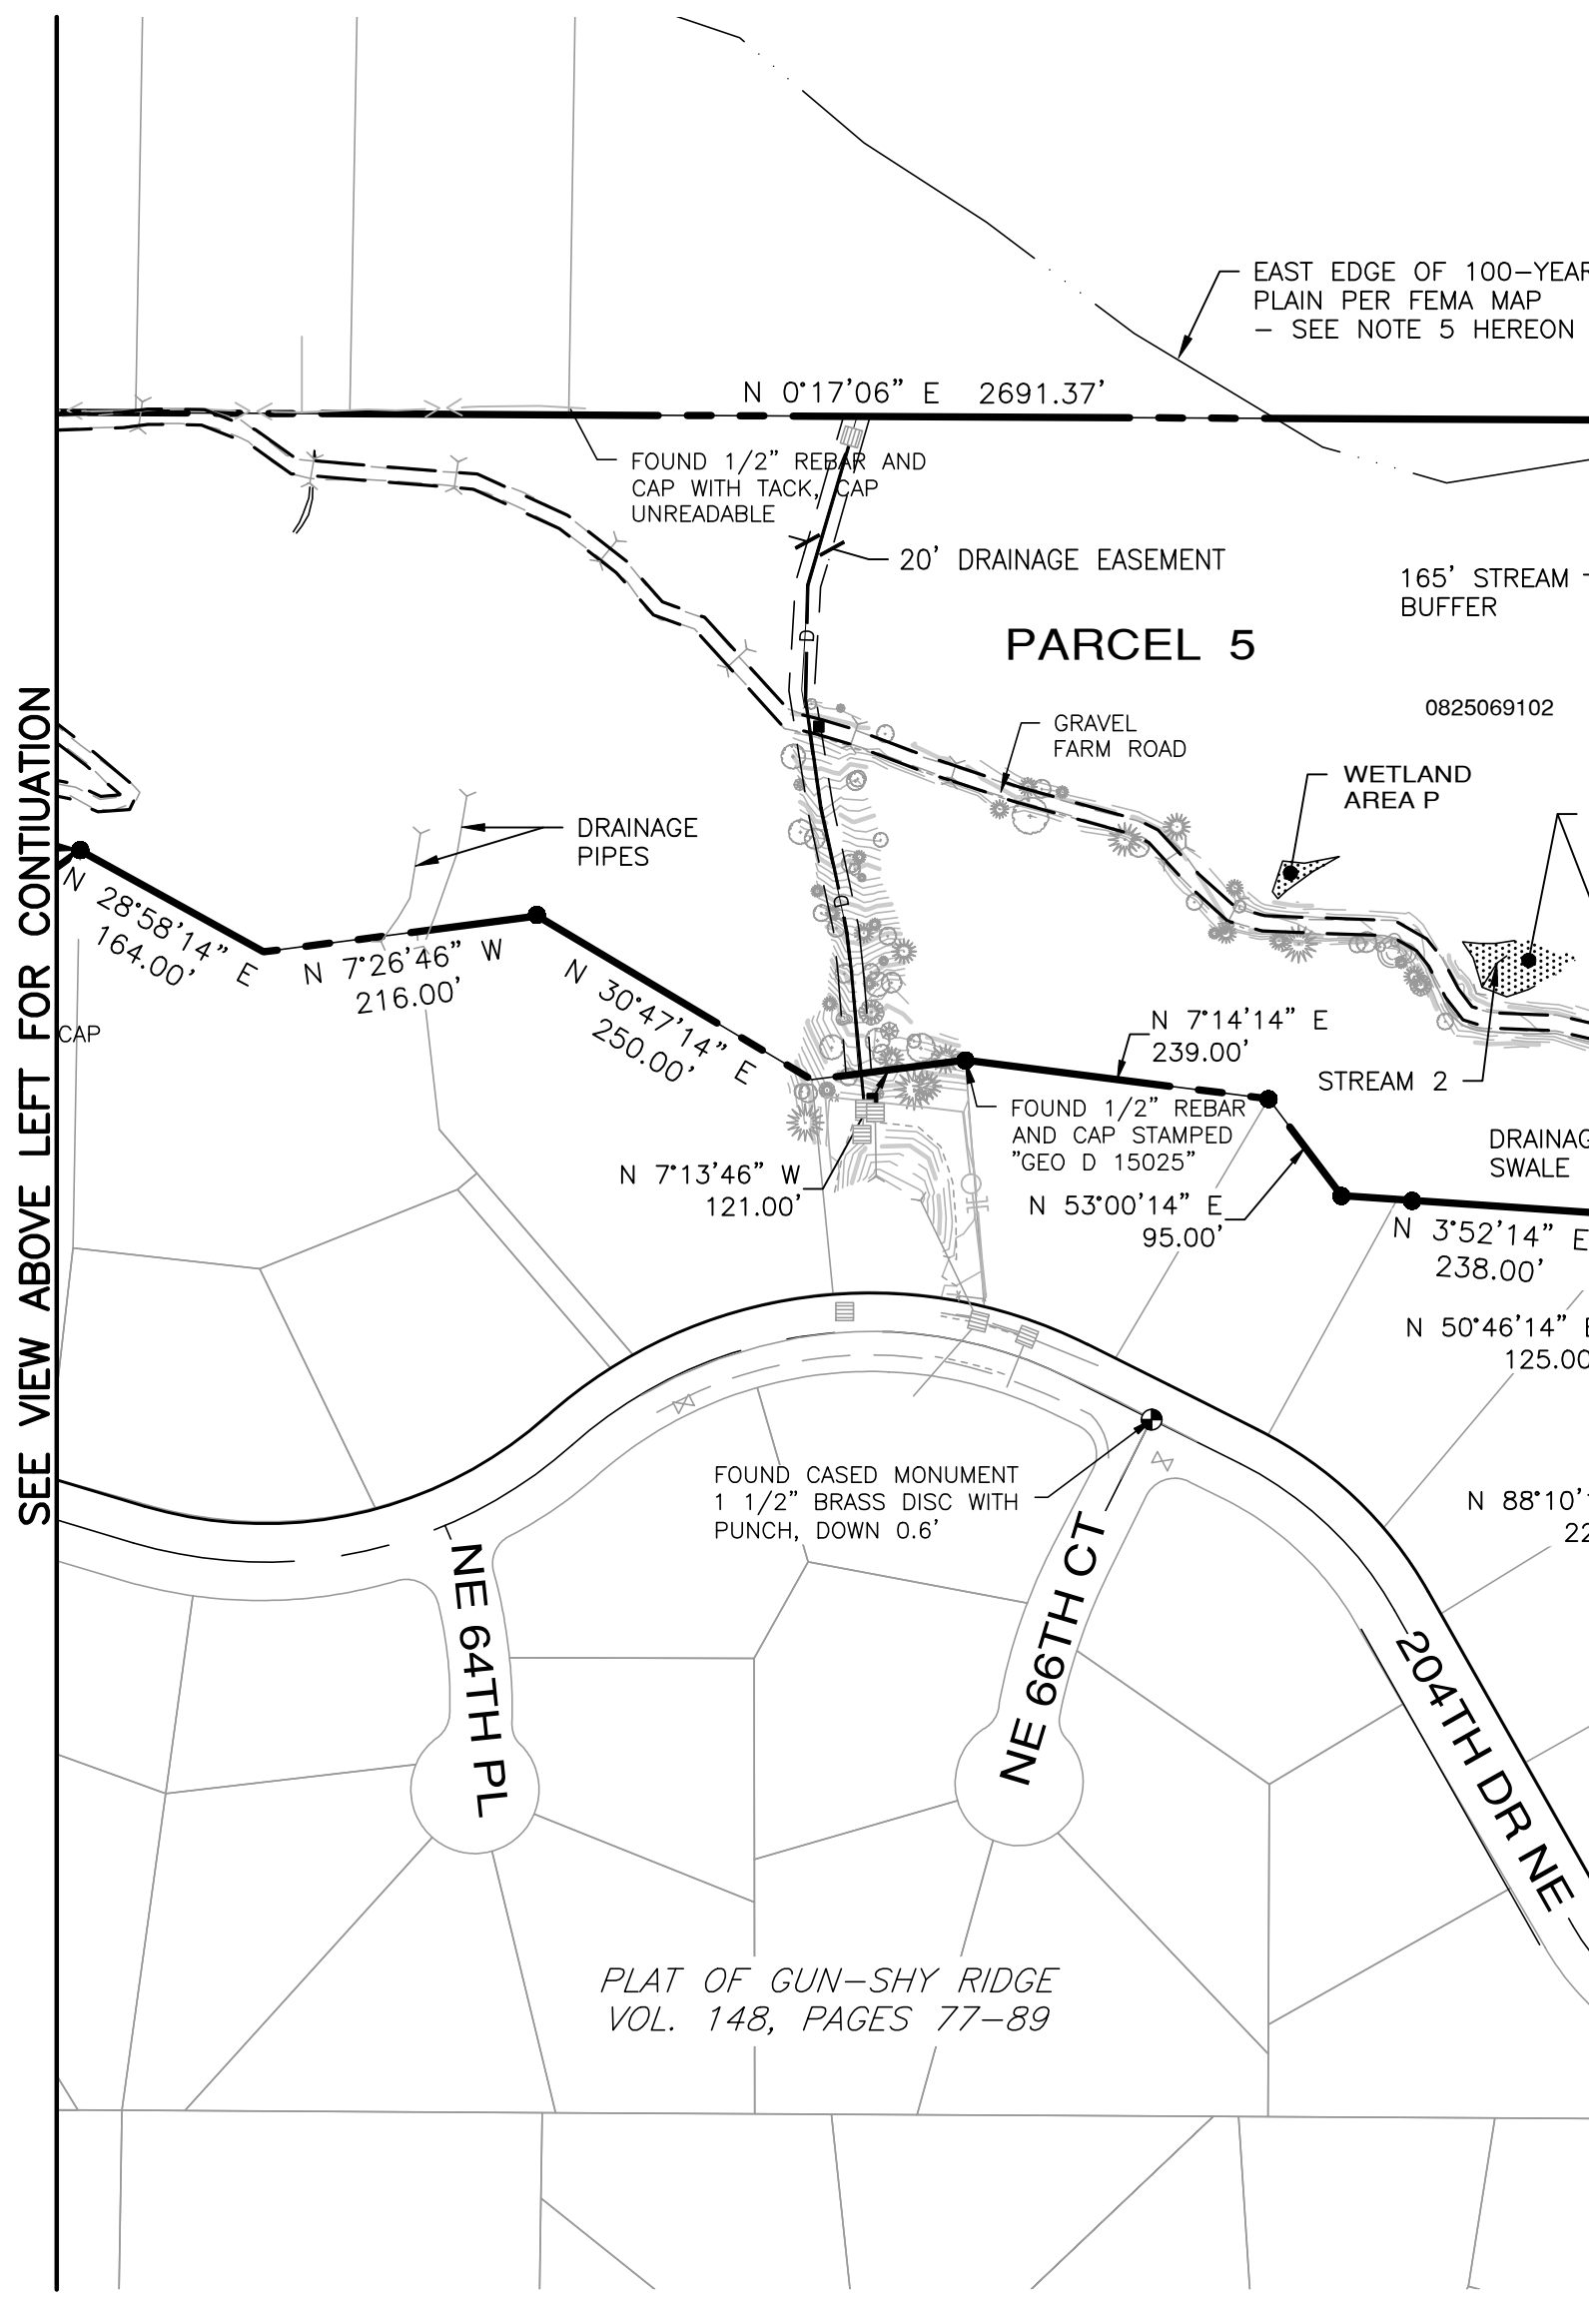 EAST EDGE OF 100-YEAR
PLAIN PER FEMA MAP
- SEE NOTE 5 HEREON
N 0°17'06" E 2691.37'
FOUND 1/2" REBAR AND
CAP WITH TACK, CAP
UNREADABLE
20' DRAINAGE EASEMENT
165' STREAM
BUFFER
D
PARCEL 5
0825069102
GRAVEL
FARM ROAD
WETLAND
AREA P
DRAINAGE
PIPES
D
SEE VIEW ABOVE LEFT FOR CONTIUATION
N 28°58'14" E
164.00'
N 7°26'46" W
216.00'
N 30°47'14" E
250.00'
CAP
N 7°14'14" E
239.00'
STREAM 2
FOUND 1/2" REBAR
AND CAP STAMPED
"GEO D 15025"
DRAINAG
SWALE
N 7°13'46" W
121.00'
N 53°00'14" E
95.00'
N 3°52'14" E
238.00'
N 50°46'14" E
125.00
FOUND CASED MONUMENT
1 1/2" BRASS DISC WITH
PUNCH, DOWN 0.6'
N 88°10'
22
NE 64TH PL
NE 66TH CT
204TH DR NE
PLAT OF GUN-SHY RIDGE
VOL. 148, PAGES 77-89